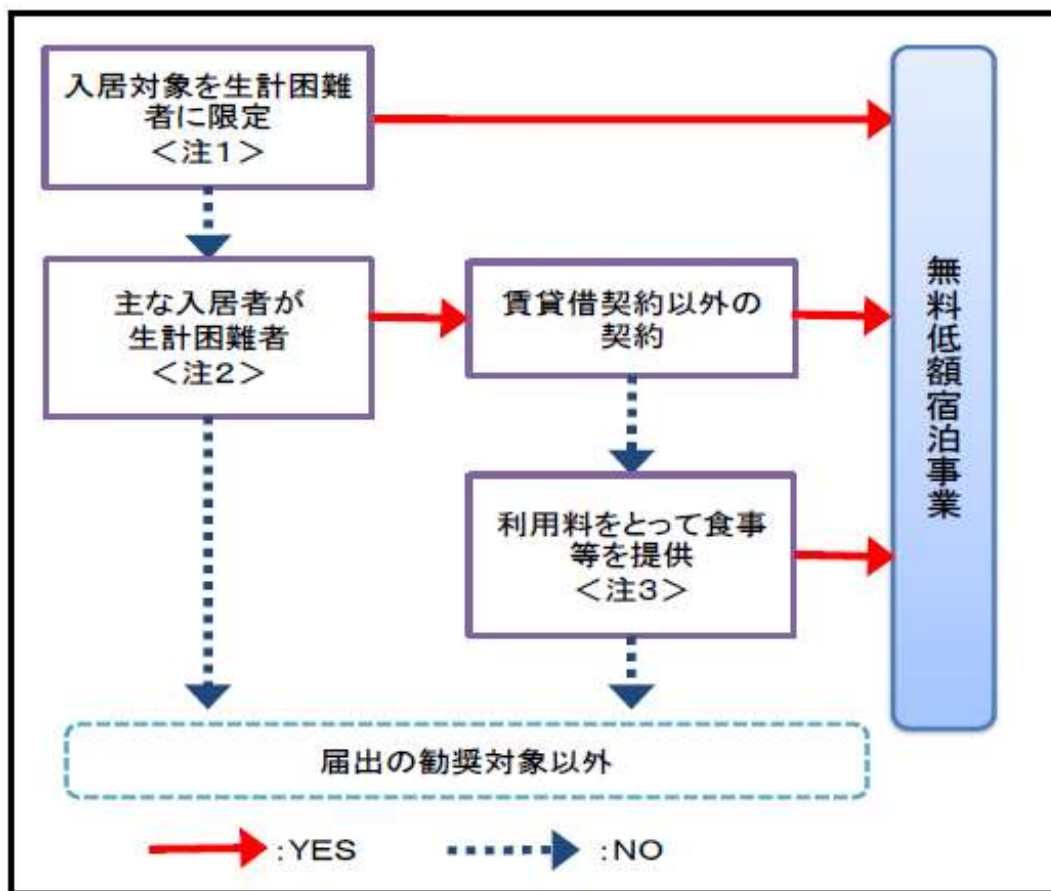 入居対象を生計困難
者に限定
＜注1＞
主な入居者が
生計困難者
＜注2＞
賃貸借契約以外の
契約
利用料をとって食事
等を提供
＜注3＞
無料低額宿泊事業
届出の勧奨対象以外
:YES
:NO